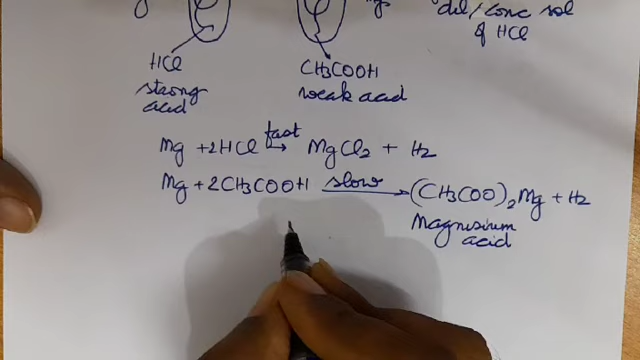 dil/conc sol
of HCl
HCl
strong
acid
CH3COOH
weak acid
Mg + 2HCl fast → MgCl2 + H2
Mg + 2CH3COOH slow → (CH3COO)2Mg + H2
Magnisium
acid